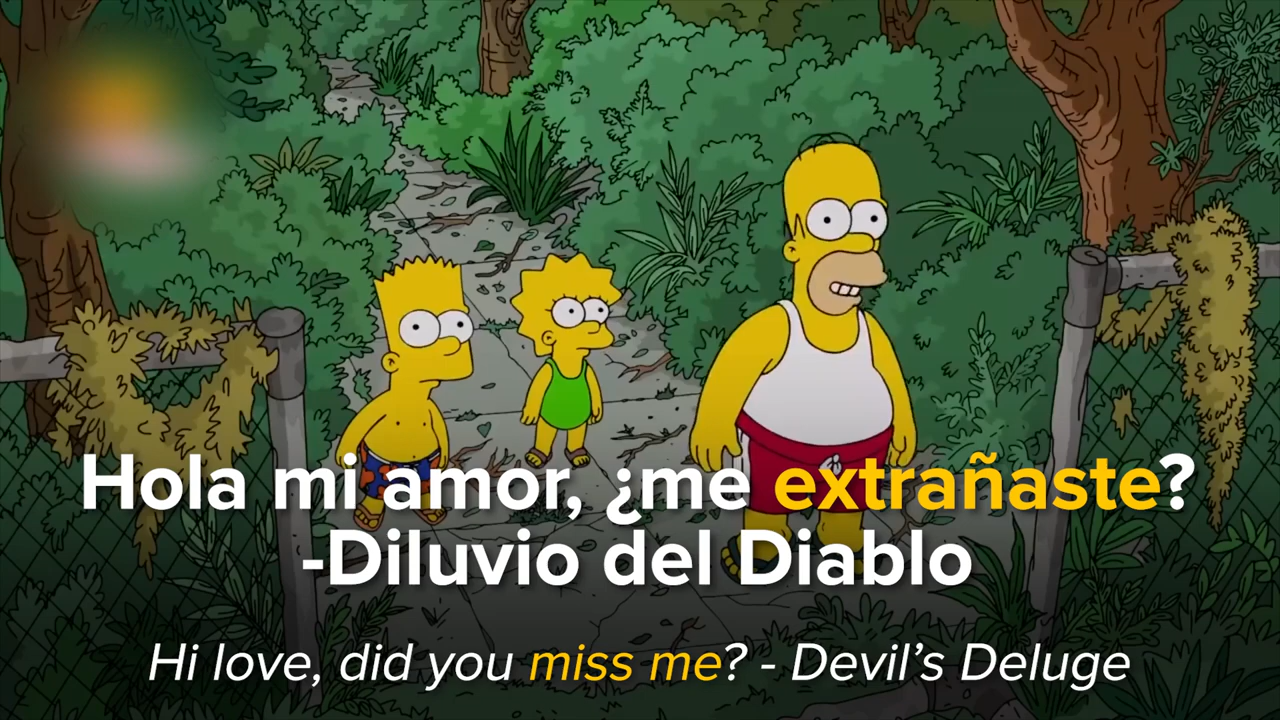 Hola mi amor, ¿me extrañaste?
-Diluvio del Diablo
Hi love, did you miss me? - Devil’s Deluge